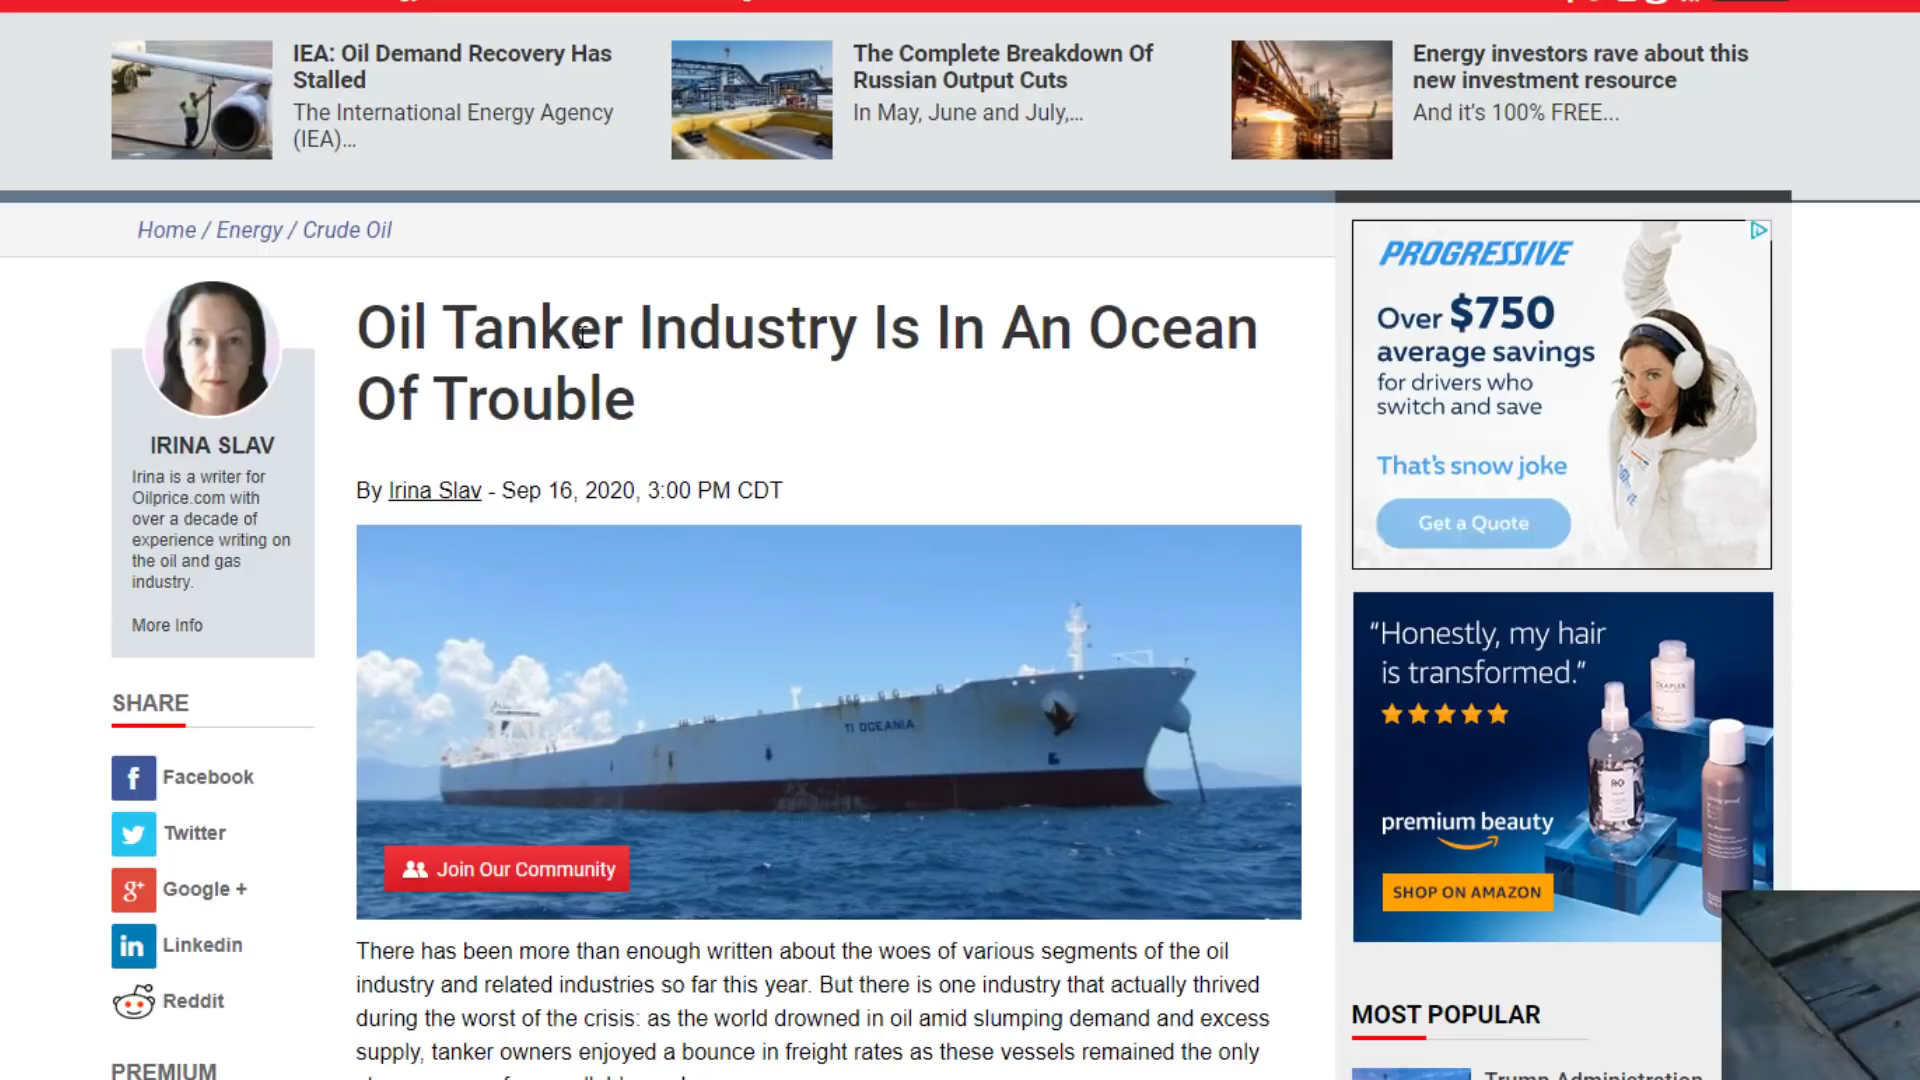 IEA: Oil Demand Recovery Has
Stalled
The International Energy Agency
(IEA)...
The Complete Breakdown Of
Russian Output Cuts
In May, June and July,...
Energy investors rave about this
new investment resource
And it's 100% FREE...
Home / Energy / Crude Oil
IRINA SLAV
Irina is a writer for
Oilprice.com with
over a decade of
experience writing on
the oil and gas
industry.
More Info
SHARE
f Facebook
Twitter
g+ Google +
in Linkedin
Reddit
PREMIUM
Oil Tanker Industry Is In An Ocean
Of Trouble
By Irina Slav - Sep 16, 2020, 3:00 PM CDT
TI OCEANIA
Join Our Community
There has been more than enough written about the woes of various segments of the oil
industry and related industries so far this year. But there is one industry that actually thrived
during the worst of the crisis: as the world drowned in oil amid slumping demand and excess
supply, tanker owners enjoyed a bounce in freight rates as these vessels remained the only
PROGRESSIVE
Over $750
average savings
for drivers who
switch and save
That's snow joke
Get a Quote
“Honestly, my hair
is transformed.”
OLAPLEX
R+Co
premium beauty
SHOP ON AMAZON
MOST POPULAR
Trump Administration